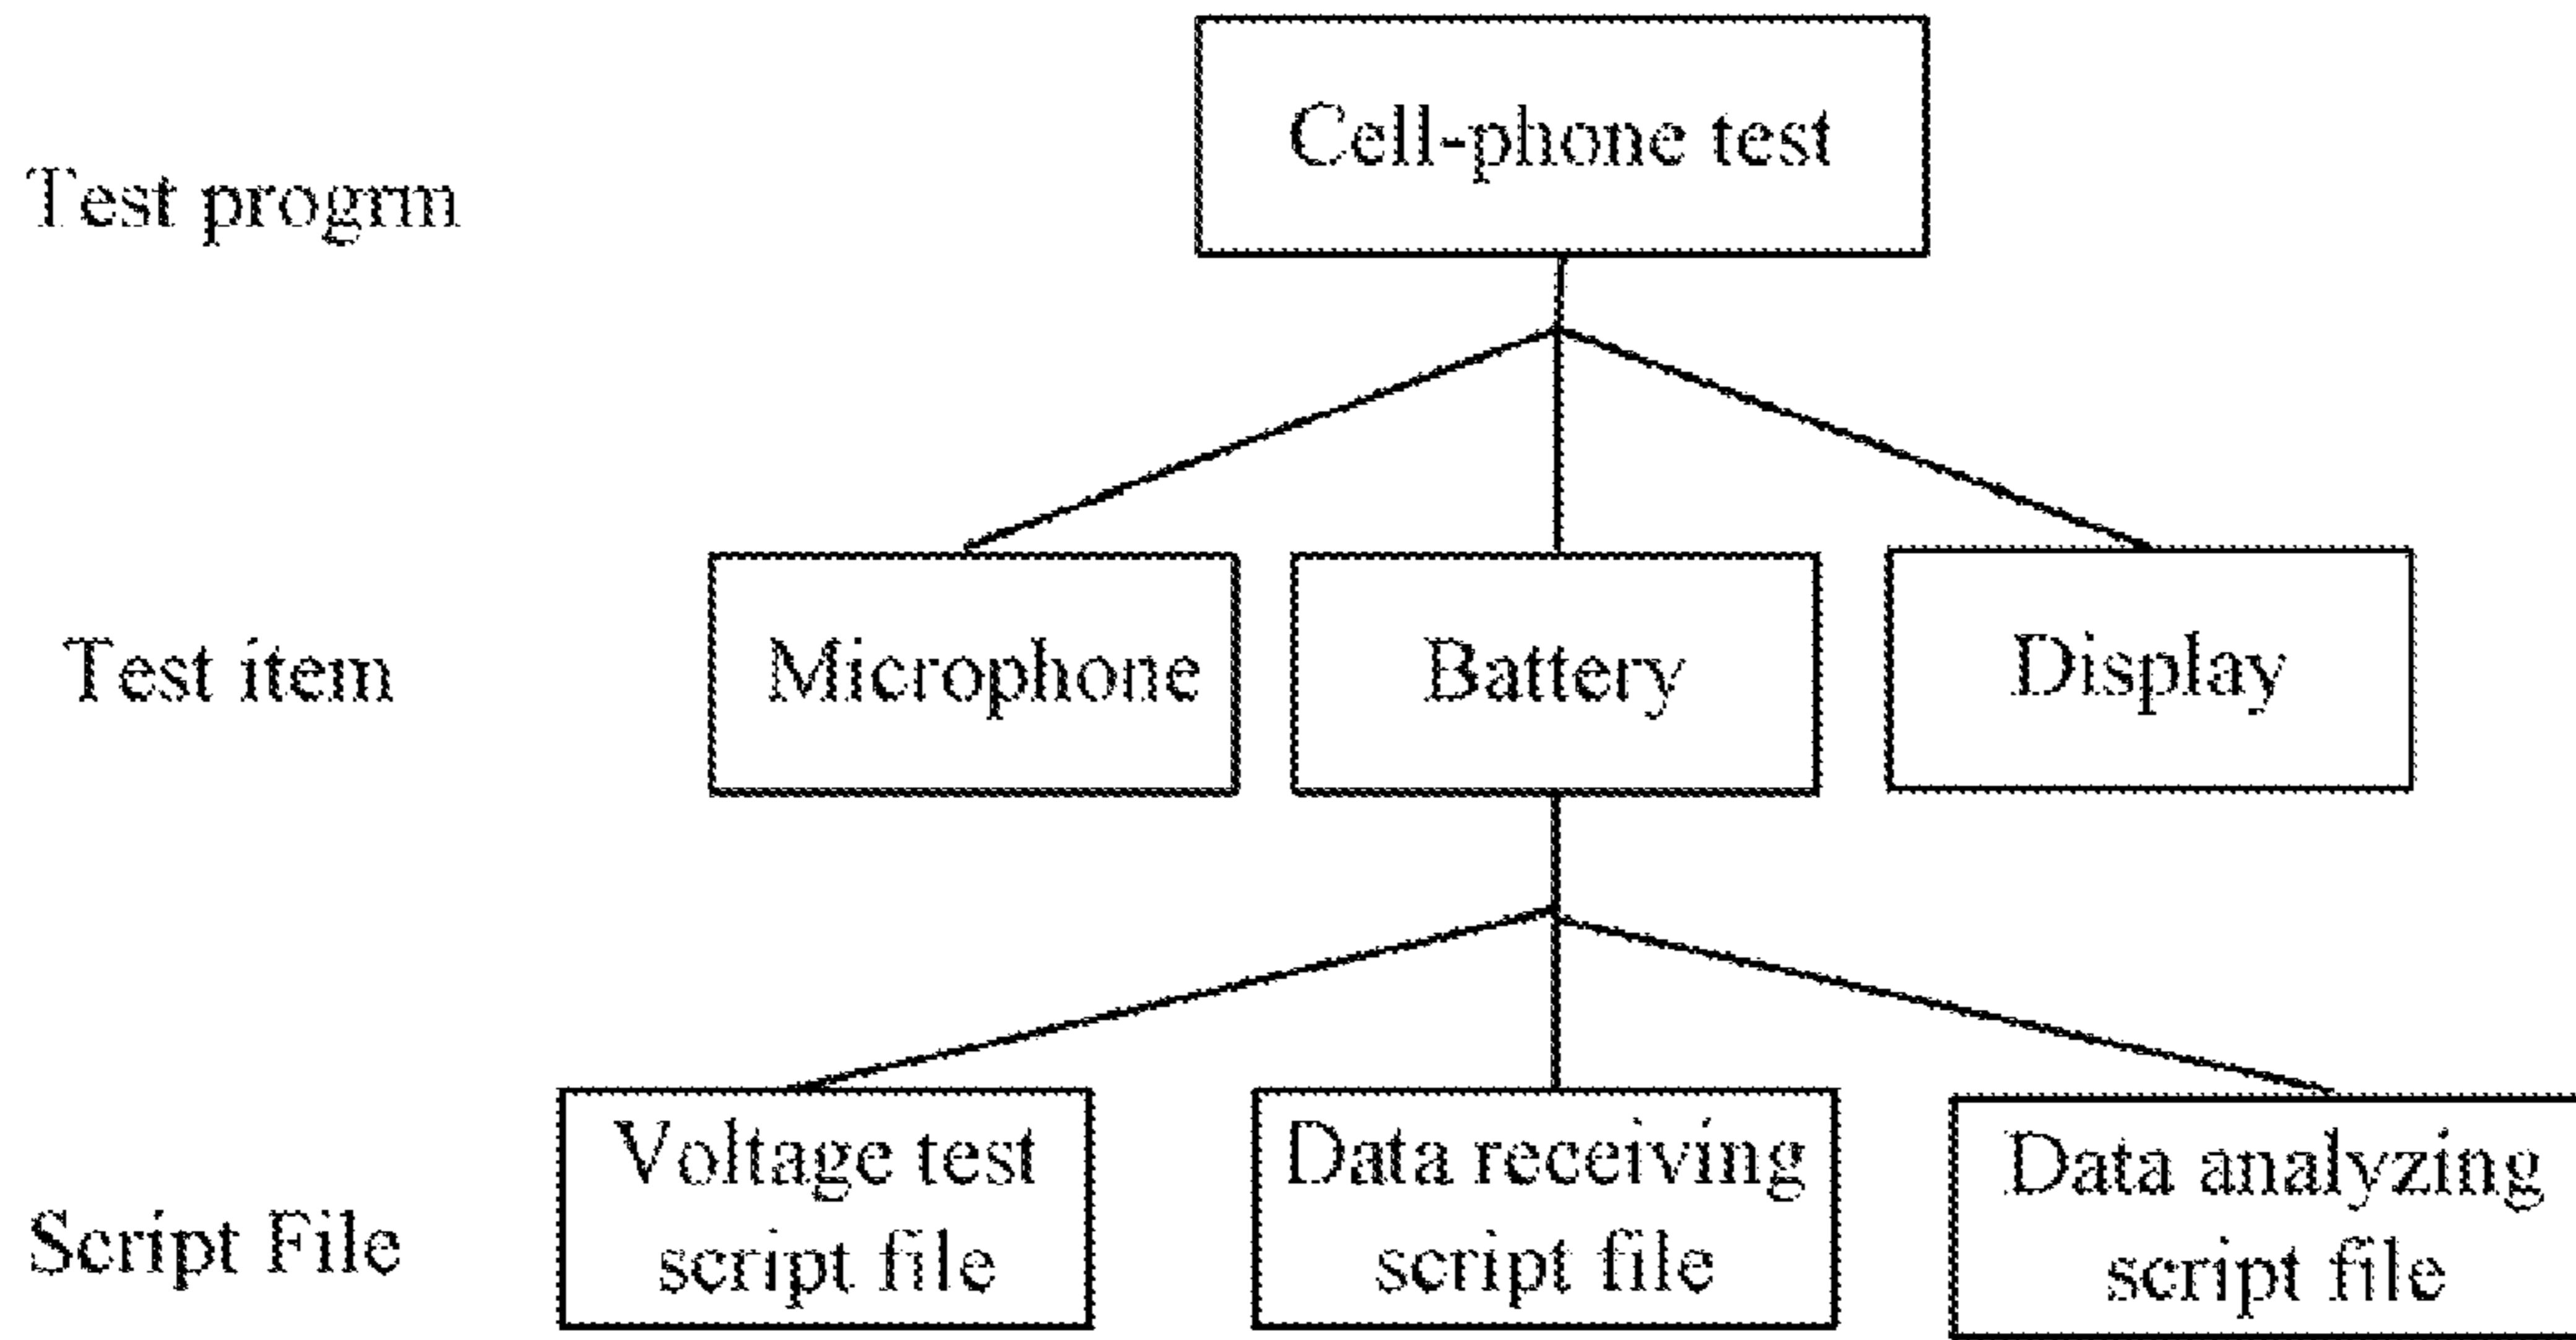 Cell-phone test
Test progrm
Test item
Microphone
Battery
Display
Script File
Voltage test
script file
Data receiving
script file
Data analyzing
script file